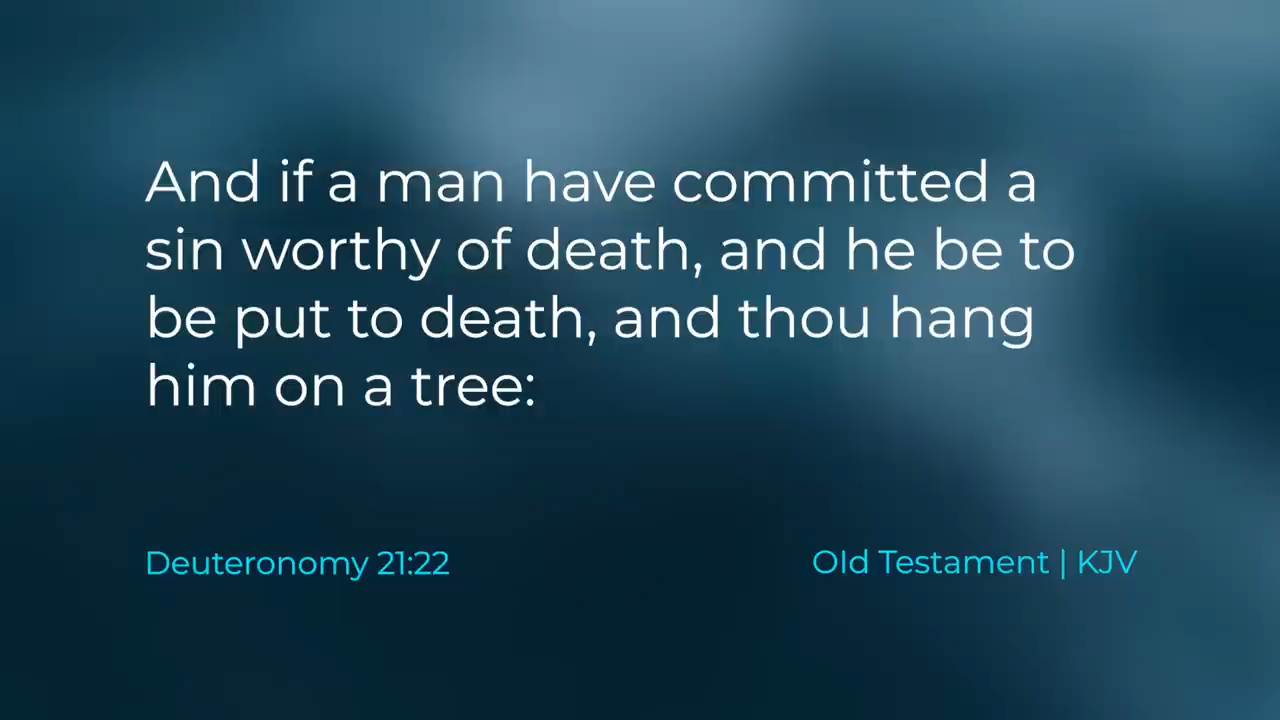 And if a man have committed a
sin worthy of death, and he be to
be put to death, and thou hang
him on a tree:
Deuteronomy 21:22
Old Testament | KJV